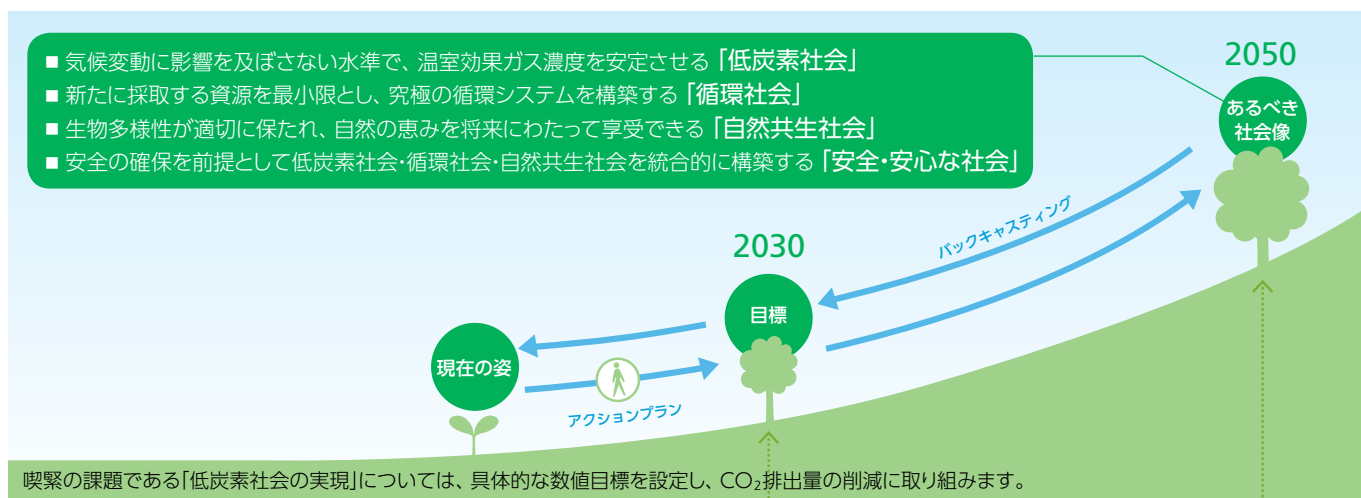 ■ 気候変動に影響を及ぼさない水準で、温室効果ガス濃度を安定させる「低炭素社会」
■ 新たに採取する資源を最小限とし、究極の循環システムを構築する「循環社会」
■ 生物多様性が適切に保たれ、自然の恵みを将来にわたって享受できる「自然共生社会」
■ 安全の確保を前提として低炭素社会・循環社会・自然共生社会を統合的に構築する「安全・安心な社会」
2050
あるべき
社会像
バックキャスティング
2030
目標
現在の姿
アクションプラン
喫緊の課題である「低炭素社会の実現」については、具体的な数値目標を設定し、CO₂排出量の削減に取り組みます。